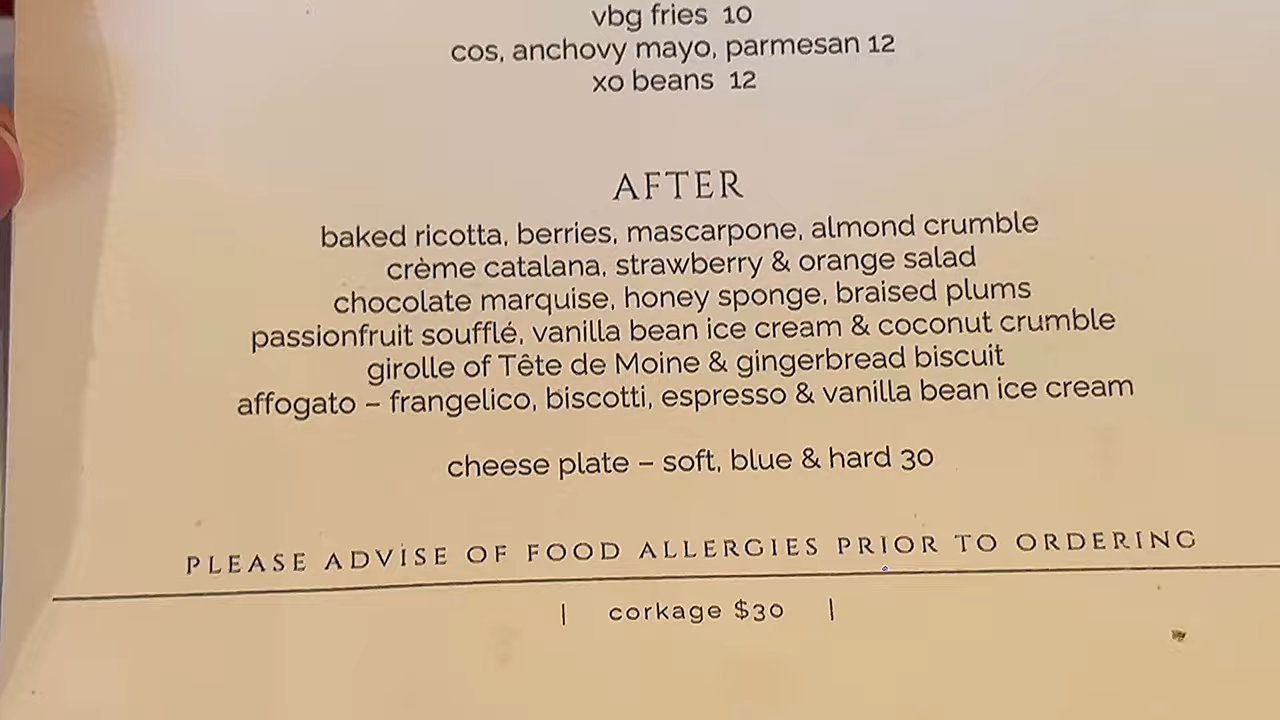 vbg fries 10
cos, anchovy mayo, parmesan 12
xo beans 12
AFTER
baked ricotta, berries, mascarpone, almond crumble
crème catalana, strawberry & orange salad
chocolate marquise, honey sponge, braised plums
passionfruit soufflé, vanilla bean ice cream & coconut crumble
girolle of Tête de Moine & gingerbread biscuit
affogato – frangelico, biscotti, espresso & vanilla bean ice cream
cheese plate – soft, blue & hard 30
PLEASE ADVISE OF FOOD ALLERGIES PRIOR TO ORDERING
| corkage $30 |